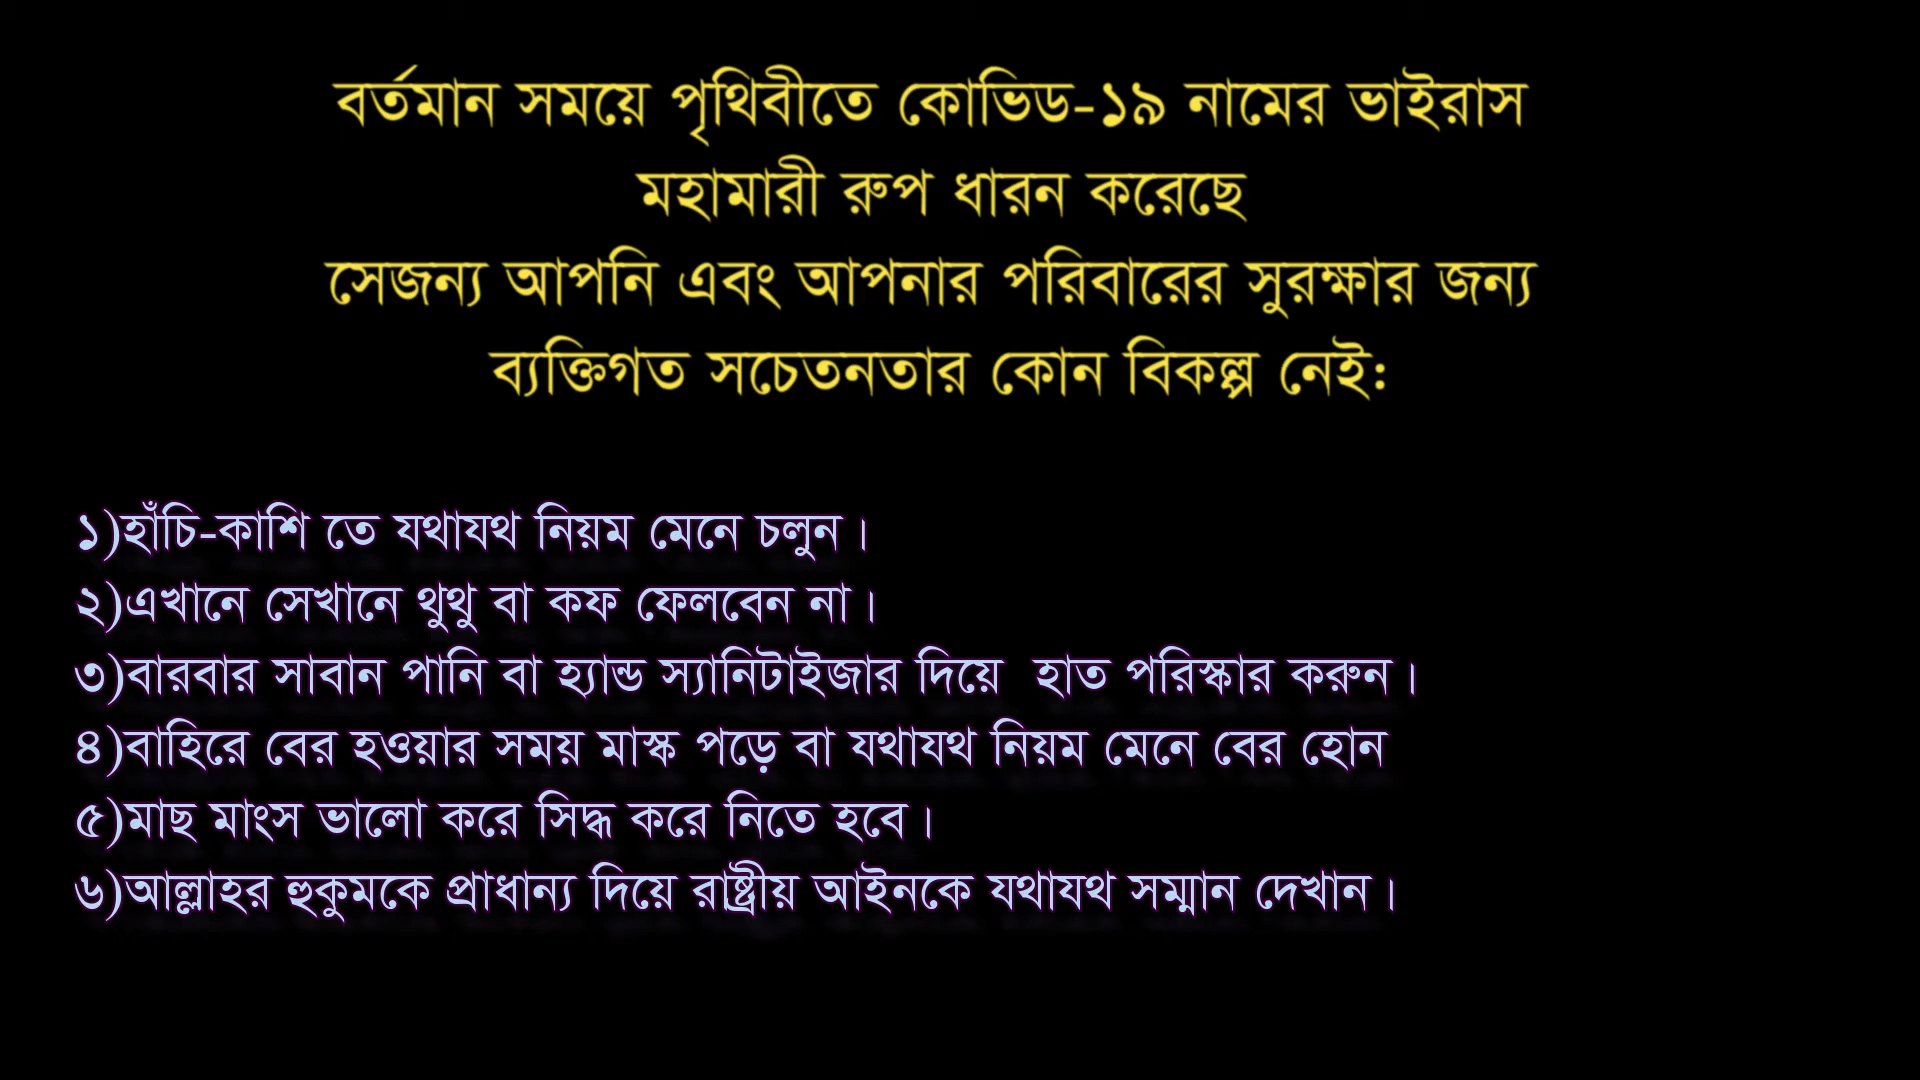 বর্তমান সময়ে পৃথিবীতে কোভিড-১৯ নামের ভাইরাস
মহামারী রুপ ধারন করেছে
সেজন্য আপনি এবং আপনার পরিবারের সুরক্ষার জন্য
ব্যক্তিগত সচেতনতার কোন বিকল্প নেই:
১)হাঁচি-কাশি তে যথাযথ নিয়ম মেনে চলুন।
২)এখানে সেখানে থুথু বা কফ ফেলবেন না।
৩)বারবার সাবান পানি বা হ্যান্ড স্যানিটাইজার দিয়ে  হাত পরিস্কার করুন।
৪)বাহিরে বের হওয়ার সময় মাস্ক পড়ে বা যথাযথ নিয়ম মেনে বের হোন
৫)মাছ মাংস ভালো করে সিদ্ধ করে নিতে হবে।
৬)আল্লাহর হুকুমকে প্রাধান্য দিয়ে রাষ্ট্রীয় আইনকে যথাযথ সম্মান দেখান।